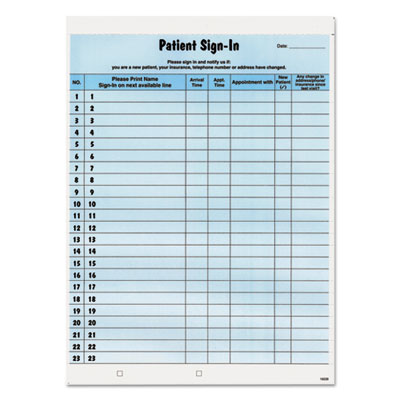 Patient Sign-In
Date:
Please sign in and notify us if:
you are a new patient, your insurance, telephone number or address have changed.
NO.
Please Print Name
Sign-In on next available line
Arrival
Time
Appt.
Time
Appointment with
New
Patient
(✓)
Any change in
address/phone/
insurance since
last visit?
1 1
2 2
3 3
4 4
5 5
6 6
7 7
8 8
9 9
10 10
11 11
12 12
13 13
14 14
15 15
16 16
17 17
18 18
19 19
20 20
21 21
22 22
23 23